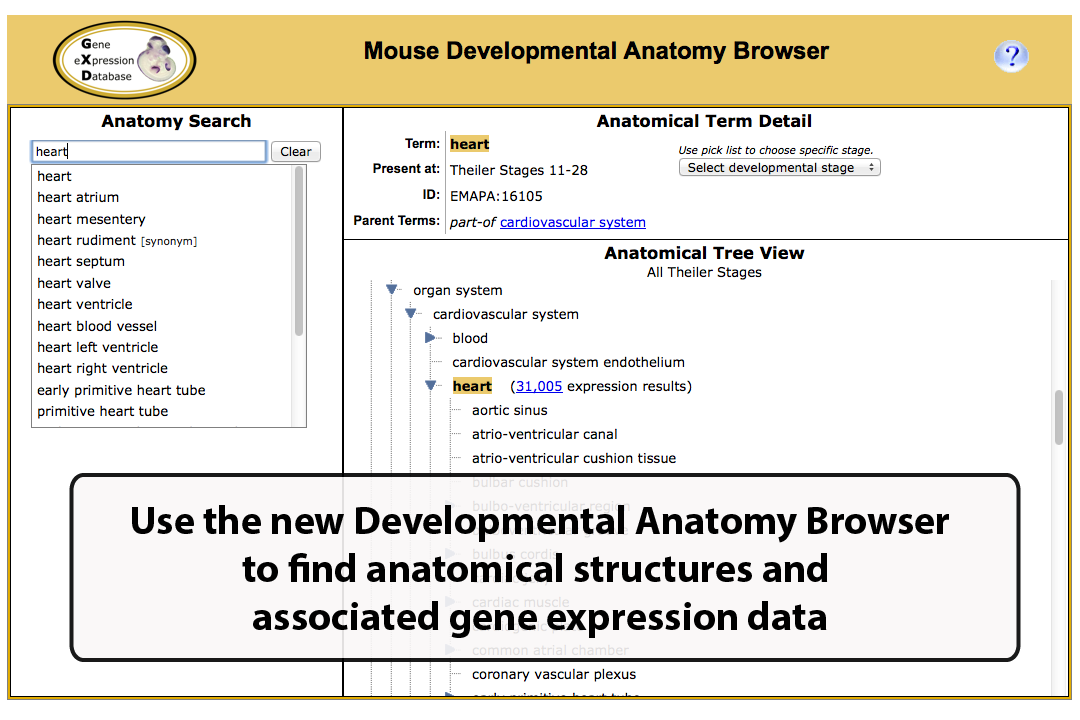 Gene
eXpression
Database
Mouse Developmental Anatomy Browser
?
Anatomy Search
heart
Clear
heart
heart atrium
heart mesentery
heart rudiment [synonym]
heart septum
heart valve
heart ventricle
heart blood vessel
heart left ventricle
heart right ventricle
early primitive heart tube
primitive heart tube
Anatomical Term Detail
Term: heart
Present at: Theiler Stages 11-28
ID: EMAPA:16105
Parent Terms: part-of cardiovascular system
Use pick list to choose specific stage.
Select developmental stage
Anatomical Tree View
All Theiler Stages
organ system
cardiovascular system
blood
cardiovascular system endothelium
heart (31,005 expression results)
aortic sinus
atrio-ventricular canal
atrio-ventricular cushion tissue
bulbar cushion
bulbo-ventricular region
bulbus cordis
cardiac muscle
common atrial chamber
coronary vascular plexus
early primitive heart tube
Use the new Developmental Anatomy Browser
to find anatomical structures and
associated gene expression data